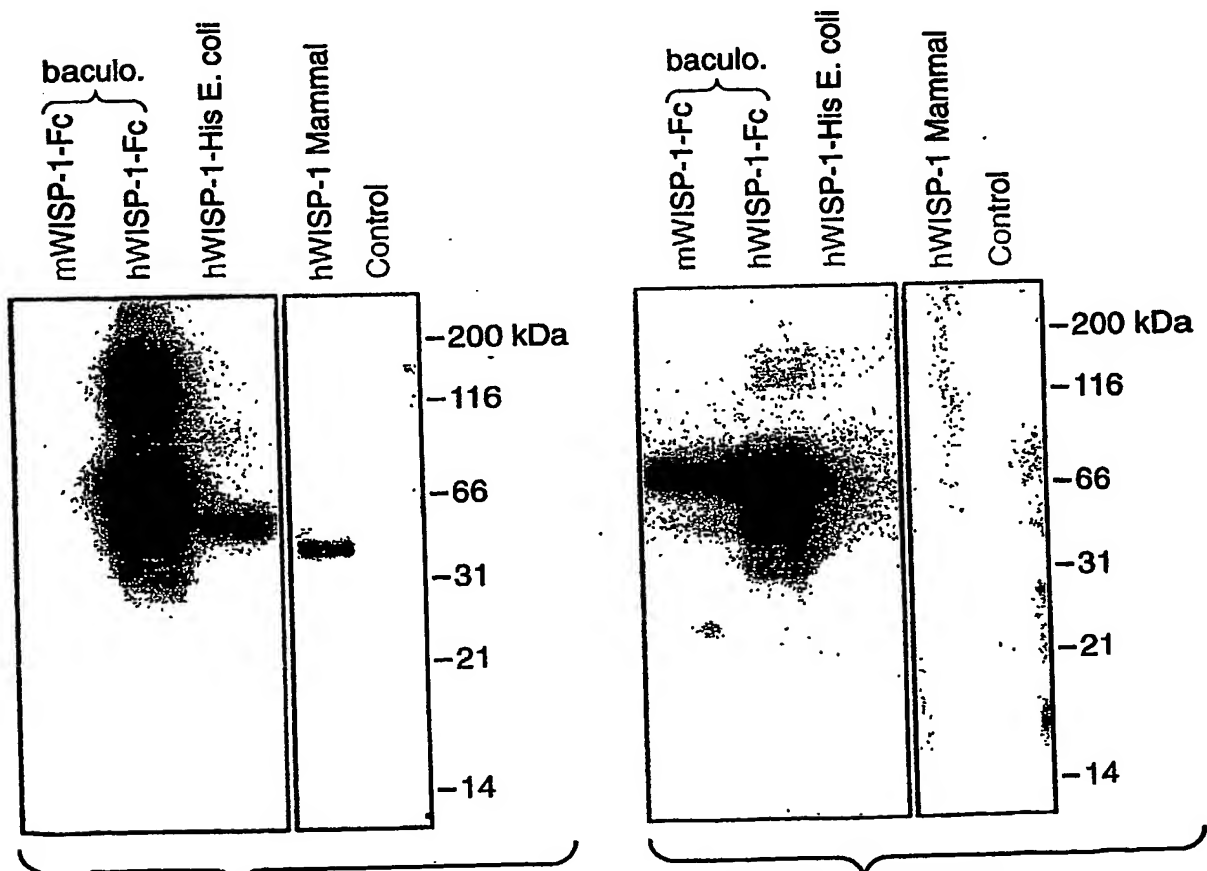 baculo.
mWISP-1-Fc
hWISP-1-Fc
hWISP-1-His E. coli
hWISP-1 Mammal
Control
–200 kDa
–116
–66
–31
–21
–14
baculo.
mWISP-1-Fc
hWISP-1-Fc
hWISP-1-His E. coli
hWISP-1 Mammal
Control
–200 kDa
–116
–66
–31
–21
–14